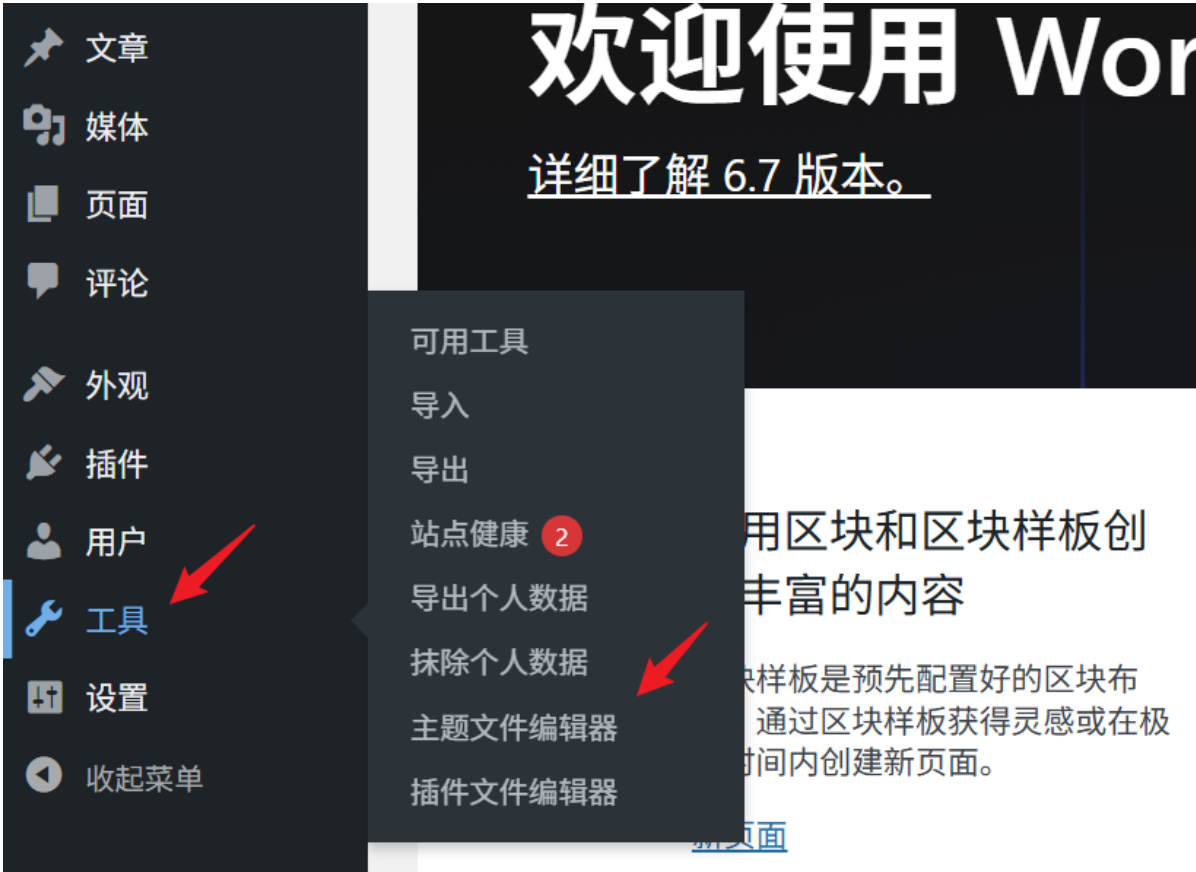 文章
媒体
页面
评论
外观
插件
用户
工具
设置
收起菜单
可用工具
导入
导出
站点健康 2
导出个人数据
抹除个人数据
主题文件编辑器
插件文件编辑器
欢迎使用 Wor
详细了解 6.7 版本。
用区块和区块样板创
丰富的内容
样板是预先配置好的区块布
通过区块样板获得灵感或在极
时间内创建新页面。
新页面